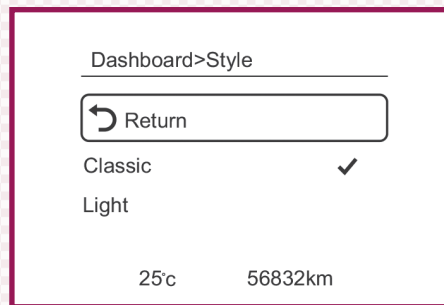 Dashboard>Style
Return
Classic
Light
25°c 56832km